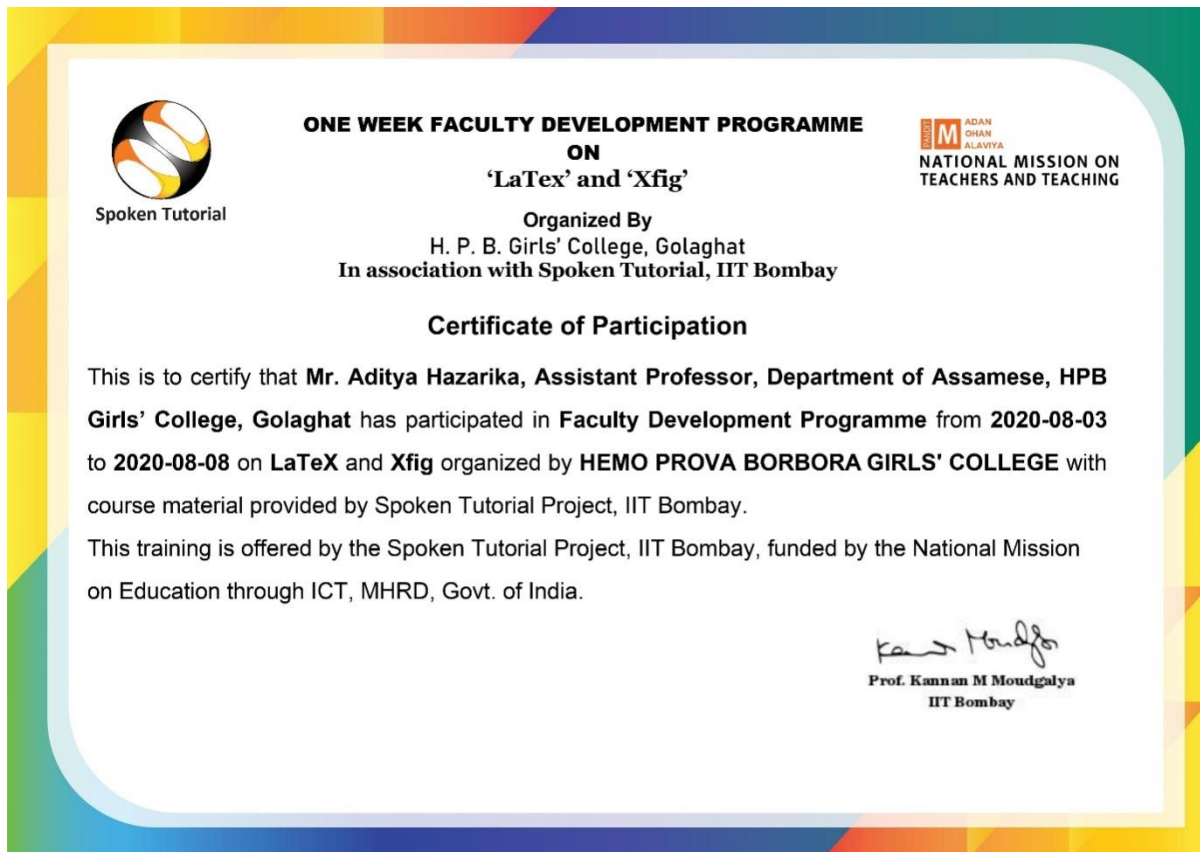 ONE WEEK FACULTY DEVELOPMENT PROGRAMME
ON
‘LaTex’ and ‘Xfig’
Spoken Tutorial
PANDIT
M
ADAN
OHAN
ALAVIYA
NATIONAL MISSION ON
TEACHERS AND TEACHING
Organized By
H. P. B. Girls’ College, Golaghat
In association with Spoken Tutorial, IIT Bombay
Certificate of Participation
This is to certify that Mr. Aditya Hazarika, Assistant Professor, Department of Assamese, HPB
Girls’ College, Golaghat has participated in Faculty Development Programme from 2020-08-03
to 2020-08-08 on LaTeX and Xfig organized by HEMO PROVA BORBORA GIRLS' COLLEGE with
course material provided by Spoken Tutorial Project, IIT Bombay.
This training is offered by the Spoken Tutorial Project, IIT Bombay, funded by the National Mission
on Education through ICT, MHRD, Govt. of India.
Prof. Kannan M Moudgalya
IIT Bombay